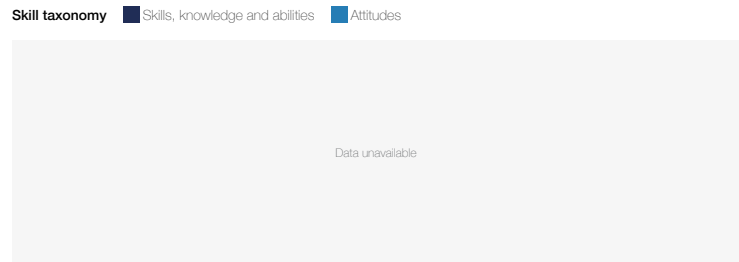 Skill taxonomy Skills, knowledge and abilities Attitudes
Data unavailable